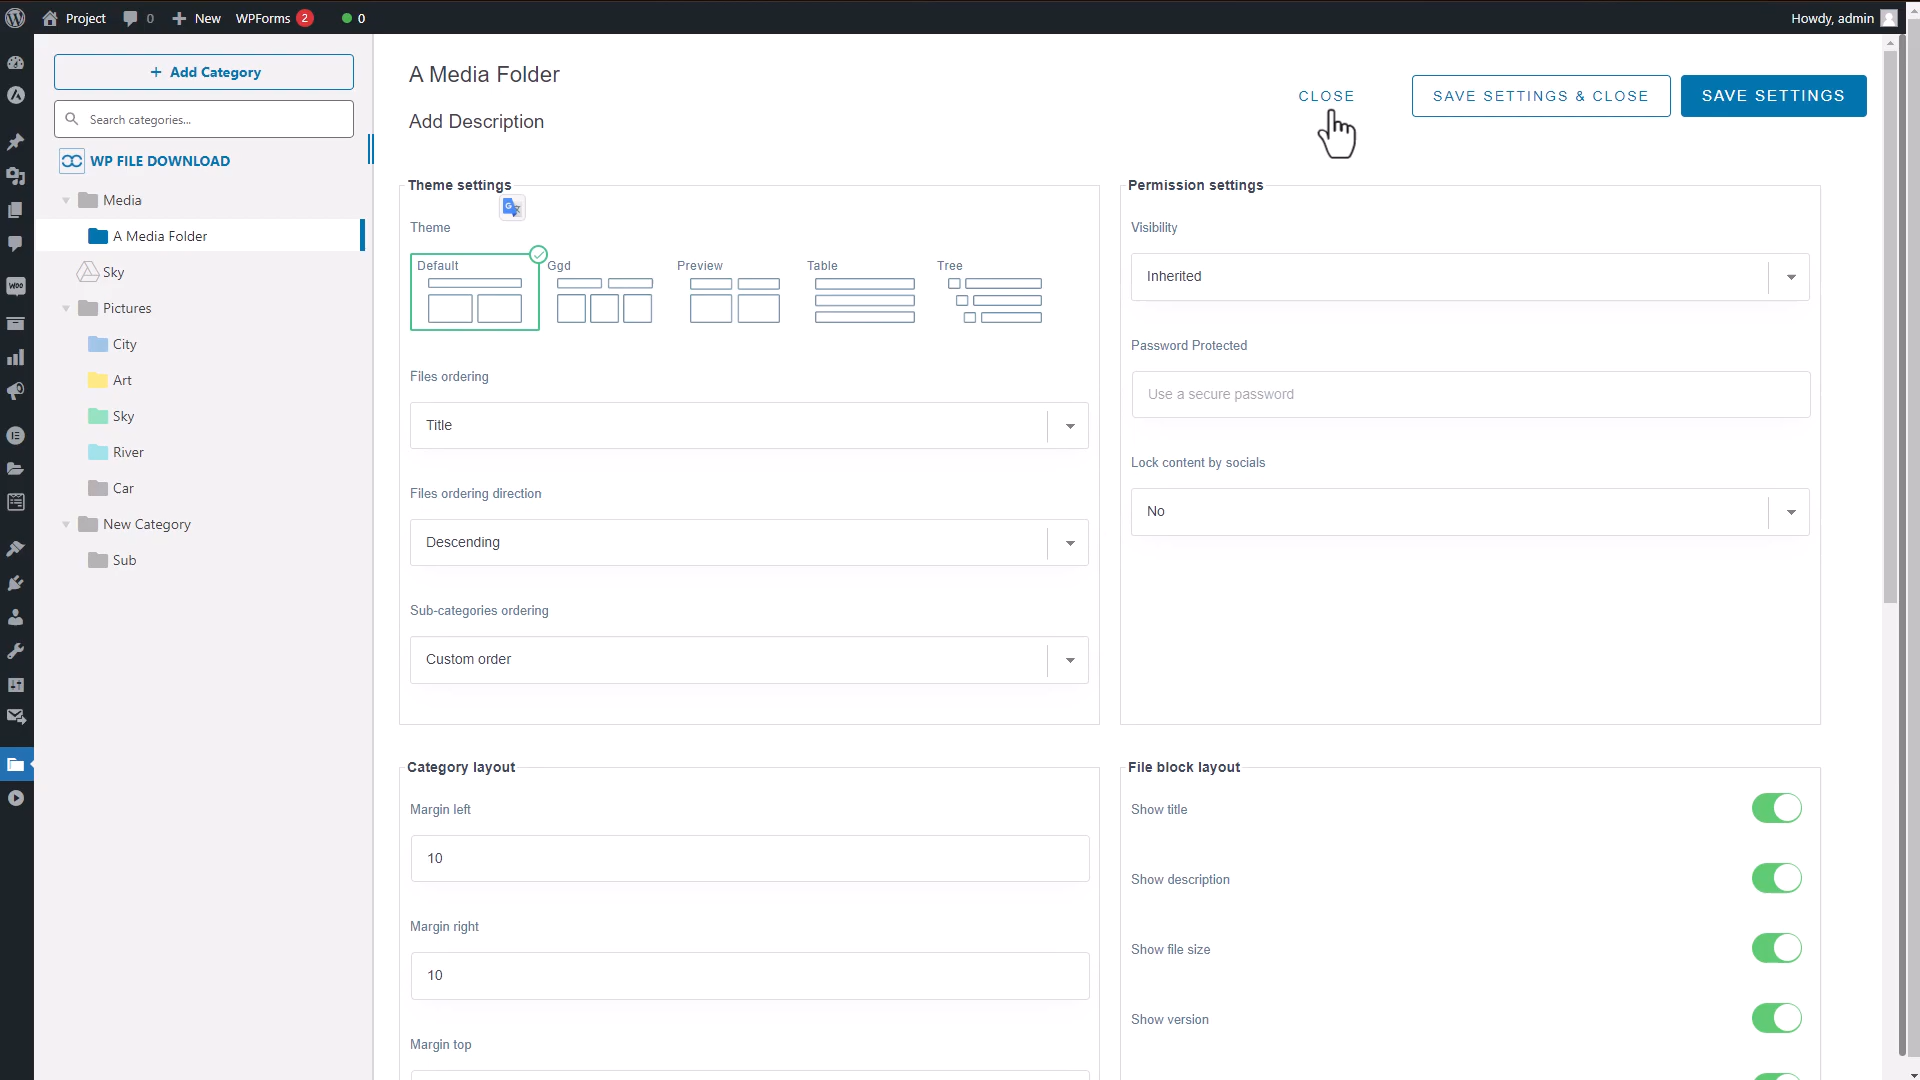 Project
0
New
WPForms 2
0
Howdy, admin
+ Add Category
Search categories...
WP FILE DOWNLOAD
Media
A Media Folder
Sky
Pictures
City
Art
Sky
River
Car
New Category
Sub
A Media Folder
Add Description
CLOSE
SAVE SETTINGS & CLOSE
SAVE SETTINGS
Theme settings
Theme
Default
Ggd
Preview
Table
Tree
Files ordering
Title
Files ordering direction
Descending
Sub-categories ordering
Custom order
Permission settings
Visibility
Inherited
Password Protected
Use a secure password
Lock content by socials
No
Category layout
Margin left
10
Margin right
10
Margin top
File block layout
Show title
Show description
Show file size
Show version